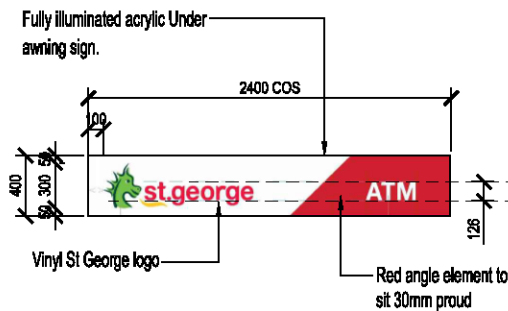 Fully illuminated acrylic Under
awning sign.
2400 COS
100
50
400
300
50
st.george
ATM
126
Vinyl St George logo
Red angle element to
sit 30mm proud